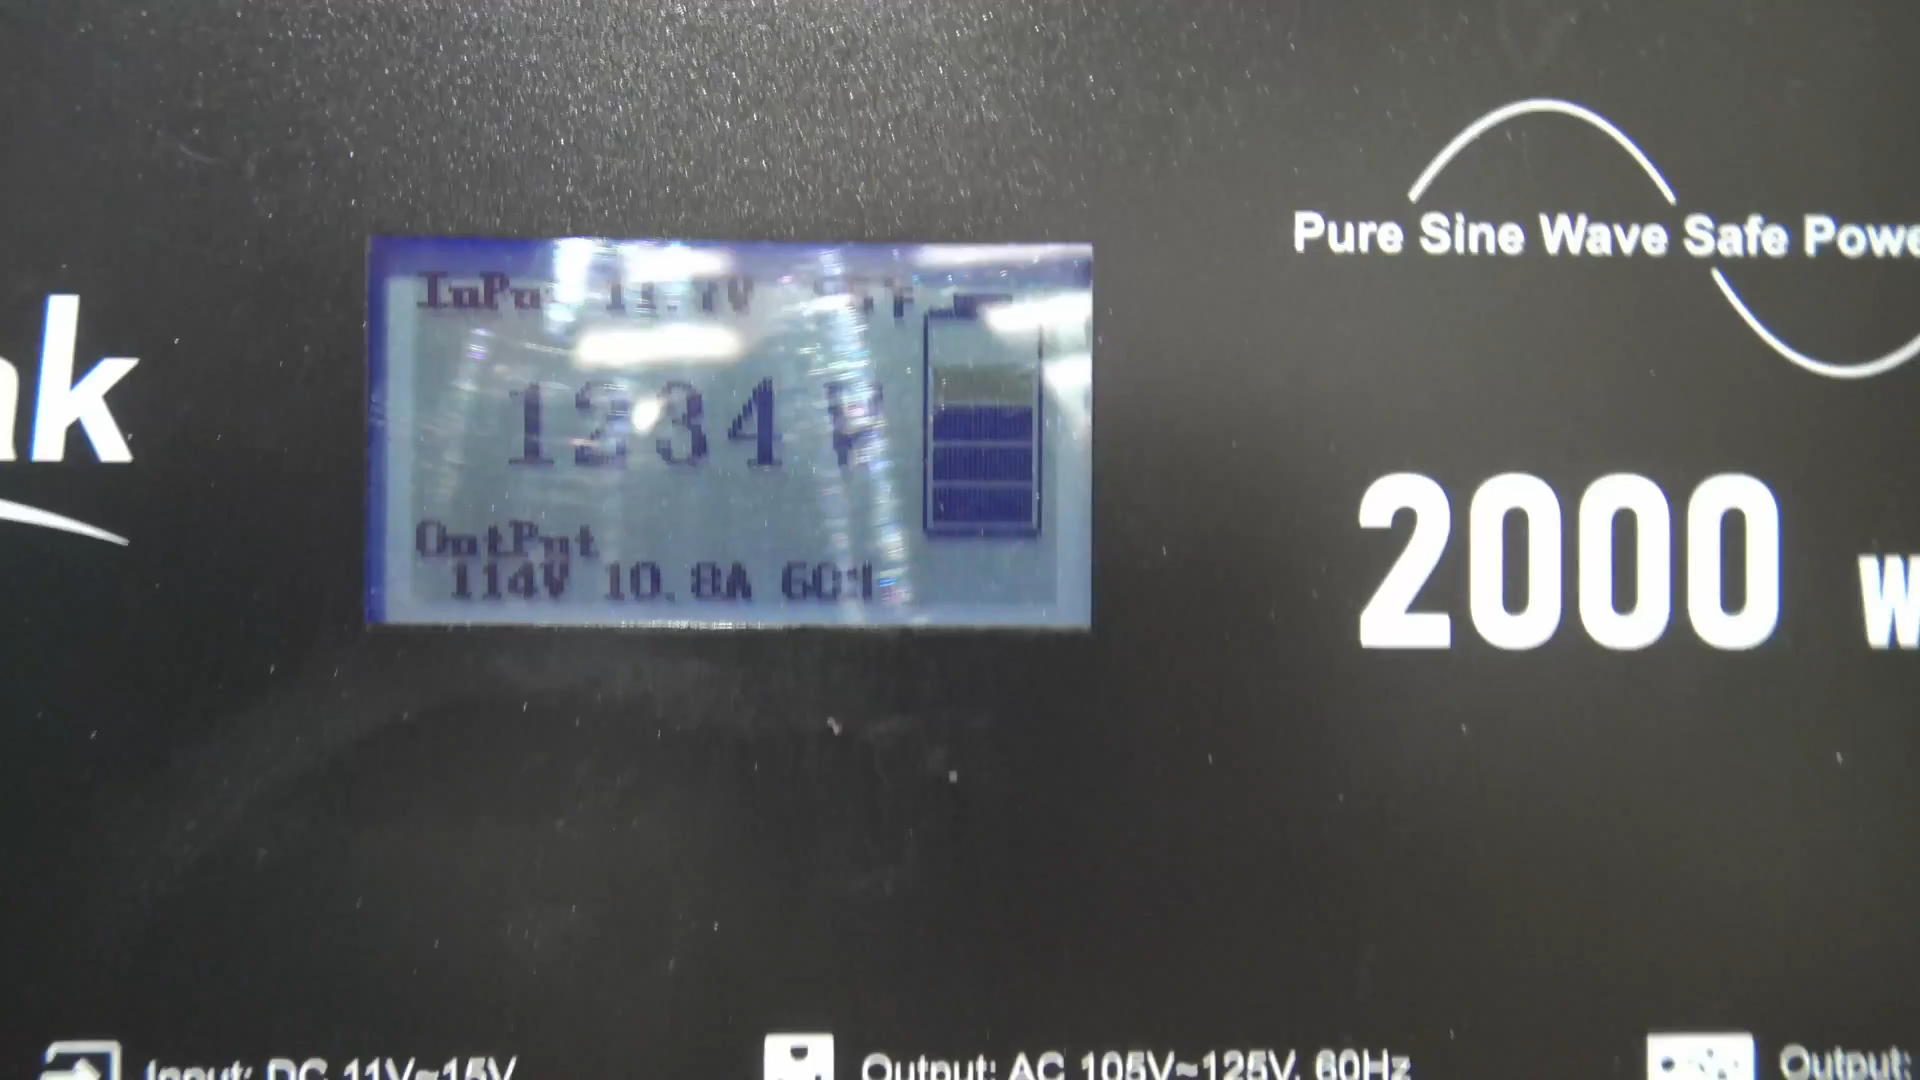 Pure Sine Wave Safe Powe
ak
InPut
1234 W
2000 W
OutPut
114V 10.8A 60H
Input: DC 11V~15V
Output: AC 105V~125V, 60Hz
Output: